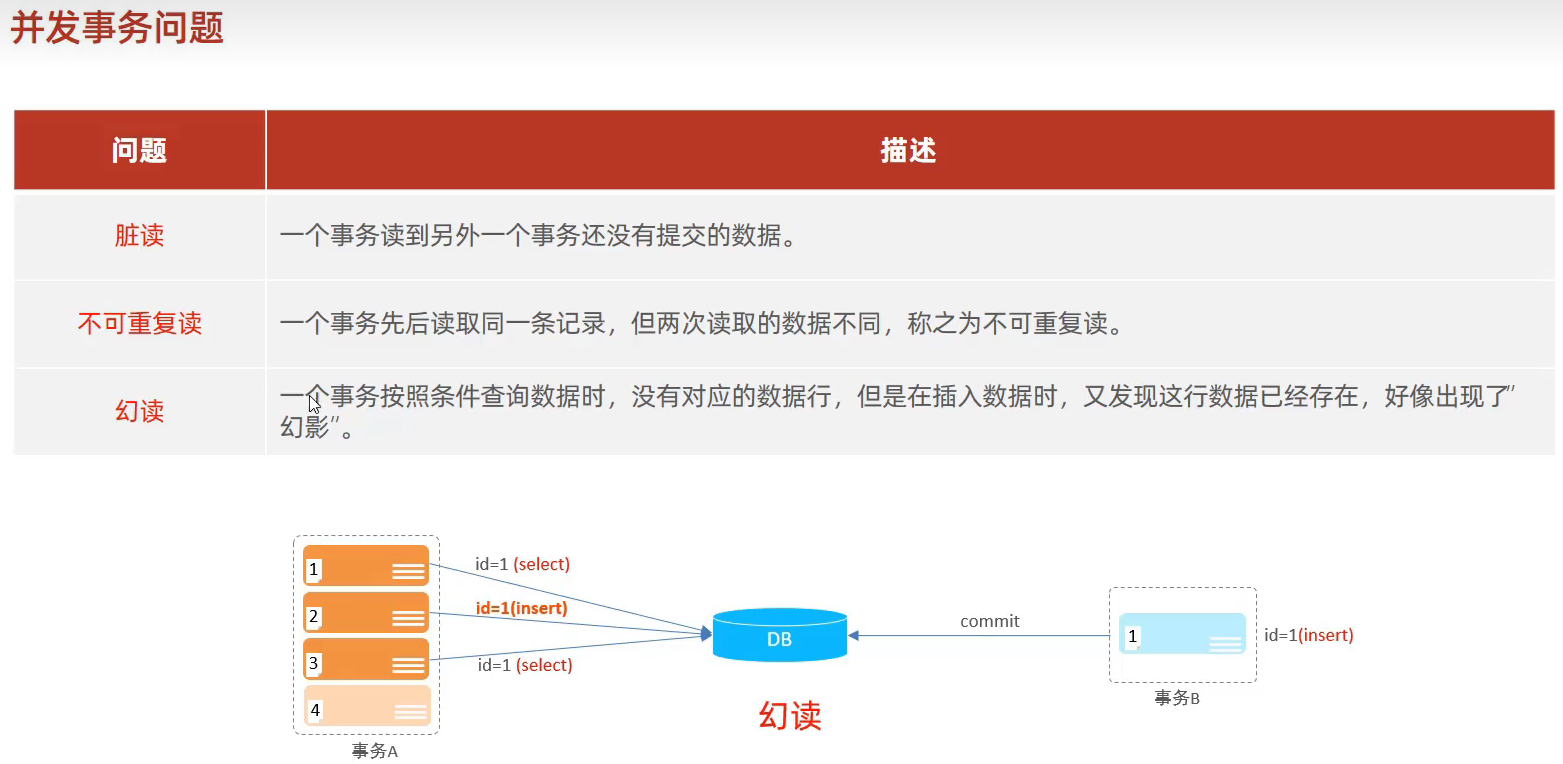 并发事务问题
问题 描述
脏读 一个事务读到另外一个事务还没有提交的数据。
不可重复读 一个事务先后读取同一条记录，但两次读取的数据不同，称之为不可重复读。
幻读 一个事务按照条件查询数据时，没有对应的数据行，但是在插入数据时，又发现这行数据已经存在，好像出现了”
幻影”。
1 id=1 (select)
2 id=1(insert)
3 id=1 (select)
4
事务A
DB
幻读
commit
1 id=1(insert)
事务B